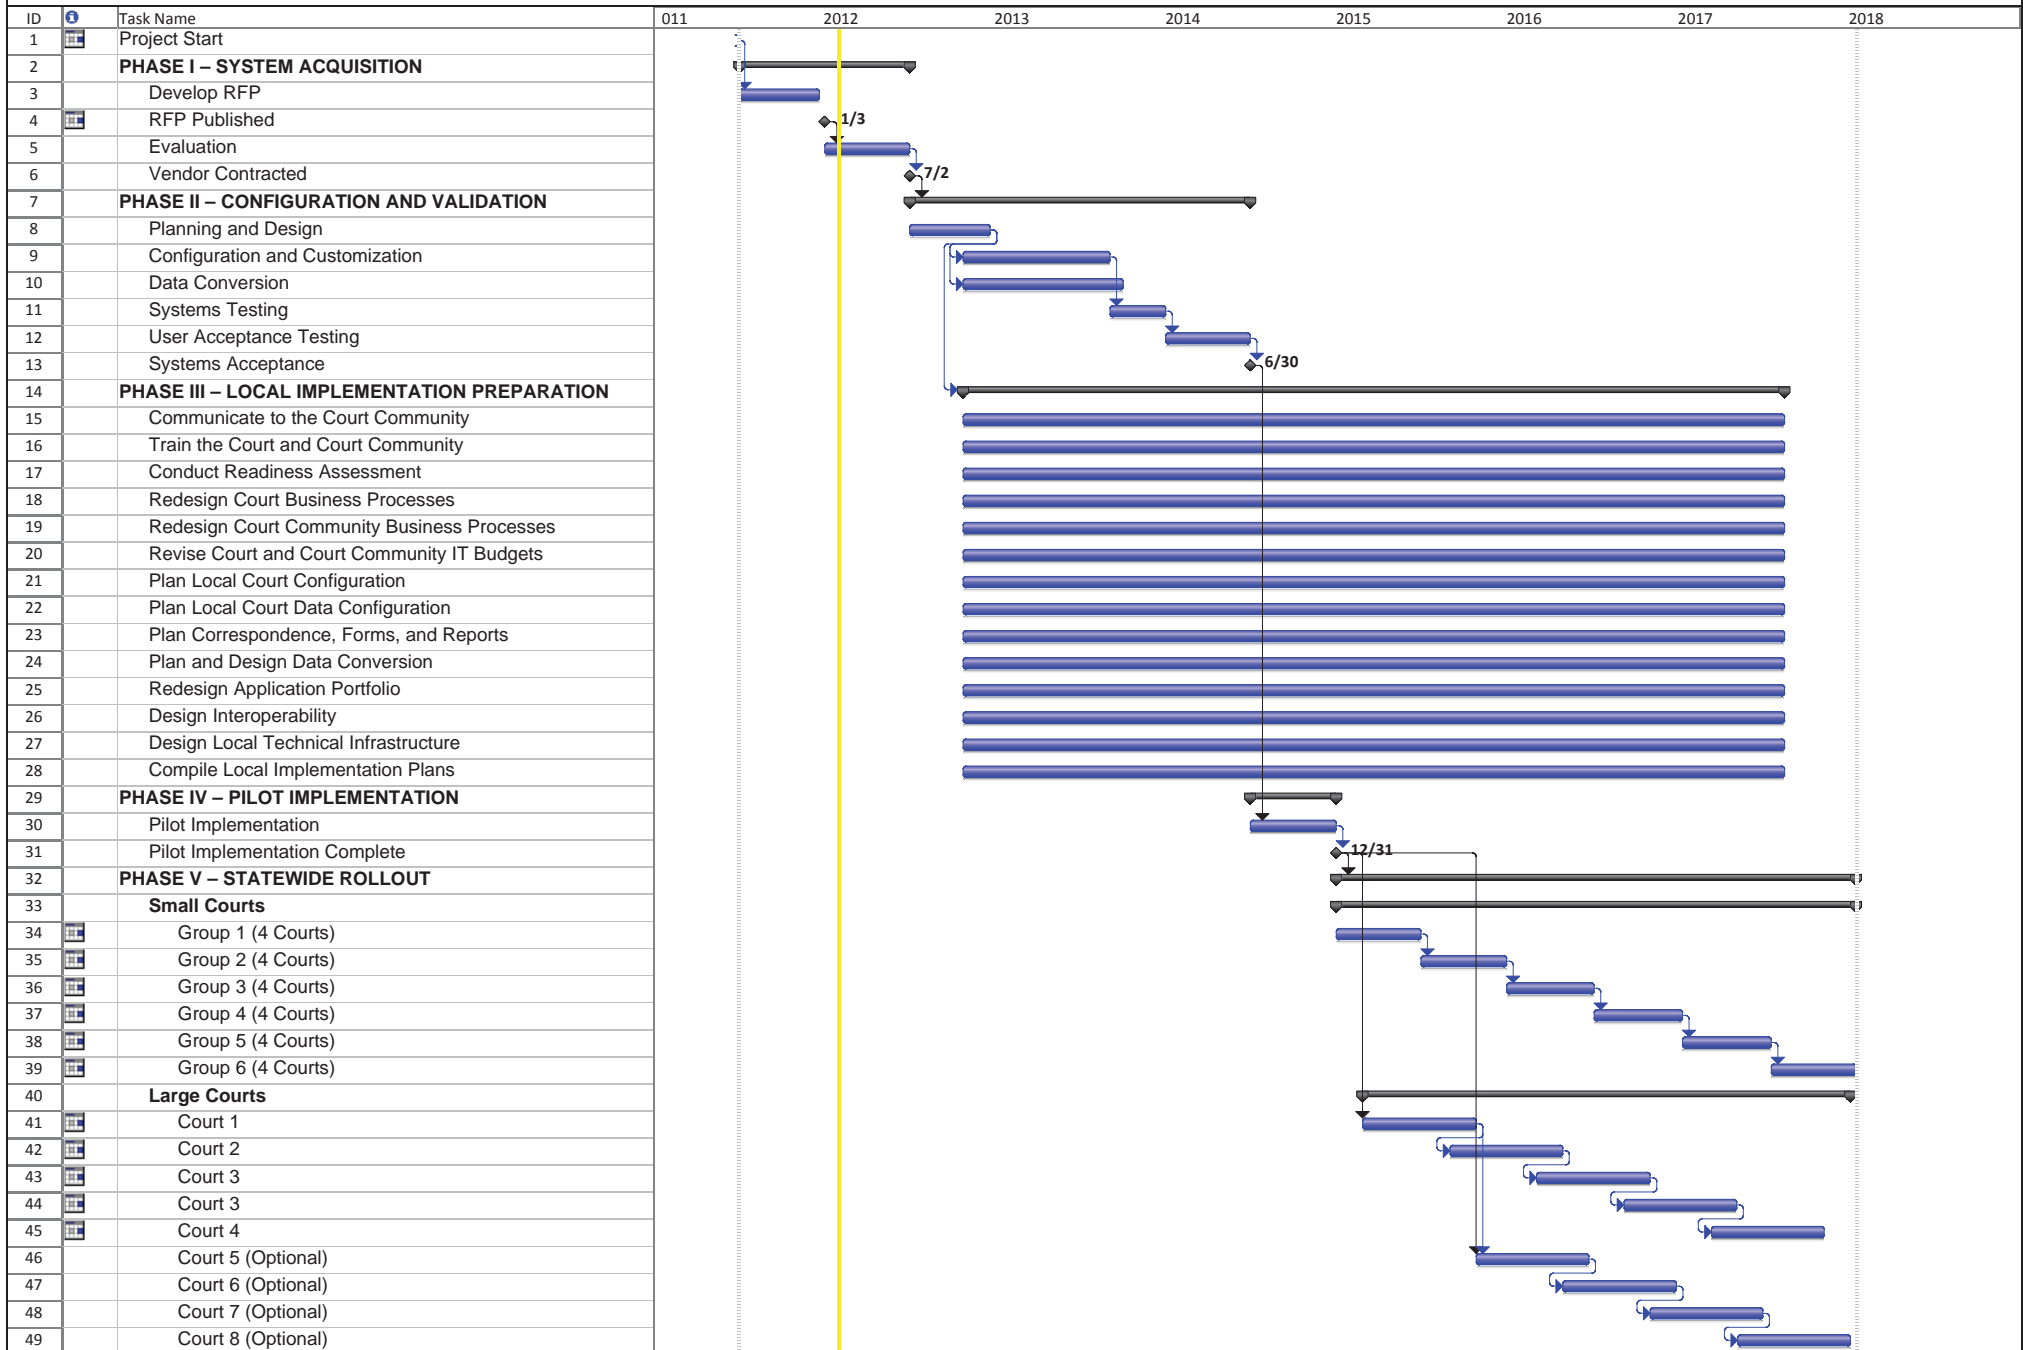 ID Task Name 011 2012 2013 2014 2015 2016 2017 2018
1 Project Start
2 PHASE I – SYSTEM ACQUISITION
3 Develop RFP
4 RFP Published 1/3
5 Evaluation
6 Vendor Contracted 7/2
7 PHASE II – CONFIGURATION AND VALIDATION
8 Planning and Design
9 Configuration and Customization
10 Data Conversion
11 Systems Testing
12 User Acceptance Testing
13 Systems Acceptance 6/30
14 PHASE III – LOCAL IMPLEMENTATION PREPARATION
15 Communicate to the Court Community
16 Train the Court and Court Community
17 Conduct Readiness Assessment
18 Redesign Court Business Processes
19 Redesign Court Community Business Processes
20 Revise Court and Court Community IT Budgets
21 Plan Local Court Configuration
22 Plan Local Court Data Configuration
23 Plan Correspondence, Forms, and Reports
24 Plan and Design Data Conversion
25 Redesign Application Portfolio
26 Design Interoperability
27 Design Local Technical Infrastructure
28 Compile Local Implementation Plans
29 PHASE IV – PILOT IMPLEMENTATION
30 Pilot Implementation
31 Pilot Implementation Complete 12/31
32 PHASE V – STATEWIDE ROLLOUT
33 Small Courts
34 Group 1 (4 Courts)
35 Group 2 (4 Courts)
36 Group 3 (4 Courts)
37 Group 4 (4 Courts)
38 Group 5 (4 Courts)
39 Group 6 (4 Courts)
40 Large Courts
41 Court 1
42 Court 2
43 Court 3
44 Court 3
45 Court 4
46 Court 5 (Optional)
47 Court 6 (Optional)
48 Court 7 (Optional)
49 Court 8 (Optional)